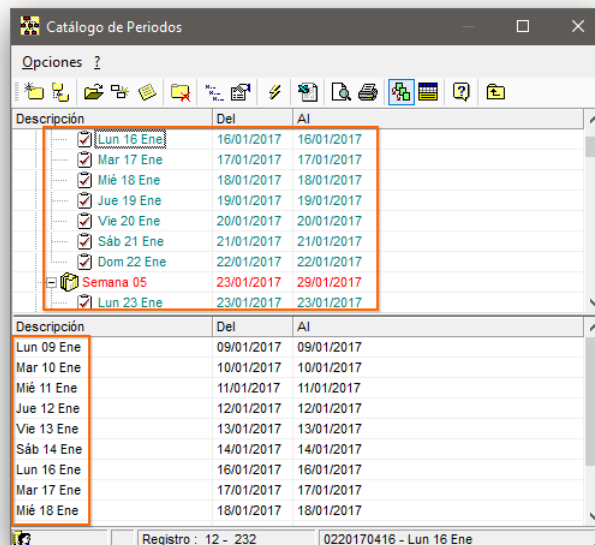 Catálogo de Periodos
Opciones ?
Descripción Del Al
Lun 16 Ene 16/01/2017 16/01/2017
Mar 17 Ene 17/01/2017 17/01/2017
Mié 18 Ene 18/01/2017 18/01/2017
Jue 19 Ene 19/01/2017 19/01/2017
Vie 20 Ene 20/01/2017 20/01/2017
Sáb 21 Ene 21/01/2017 21/01/2017
Dom 22 Ene 22/01/2017 22/01/2017
Semana 05 23/01/2017 29/01/2017
Lun 23 Ene 23/01/2017 23/01/2017
Descripción Del Al
Lun 09 Ene 09/01/2017 09/01/2017
Mar 10 Ene 10/01/2017 10/01/2017
Mié 11 Ene 11/01/2017 11/01/2017
Jue 12 Ene 12/01/2017 12/01/2017
Vie 13 Ene 13/01/2017 13/01/2017
Sáb 14 Ene 14/01/2017 14/01/2017
Lun 16 Ene 16/01/2017 16/01/2017
Mar 17 Ene 17/01/2017 17/01/2017
Mié 18 Ene 18/01/2017 18/01/2017
Registro : 12 - 232 0220170416 - Lun 16 Ene